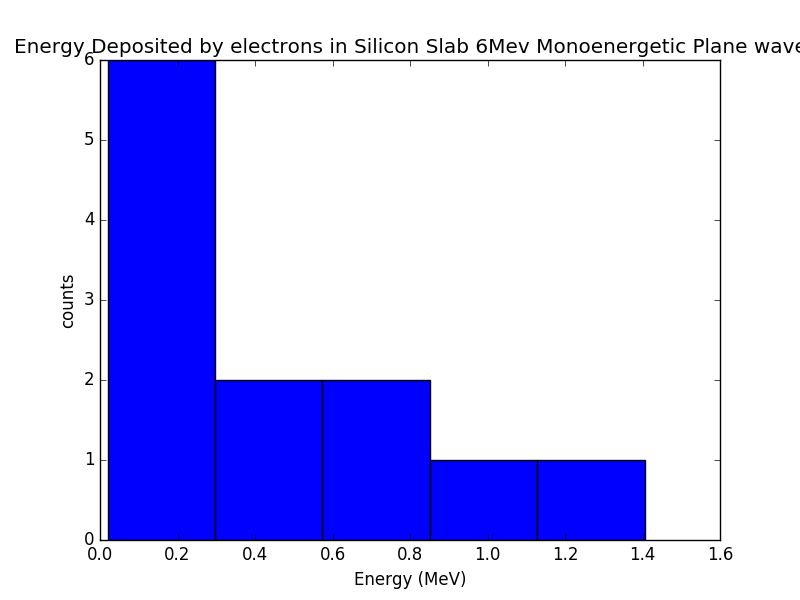 Energy Deposited by electrons in Silicon Slab 6Mev Monoenergetic Plane wave
6
5
4
3
2
1
0
counts
0.0 0.2 0.4 0.6 0.8 1.0 1.2 1.4 1.6
Energy (MeV)